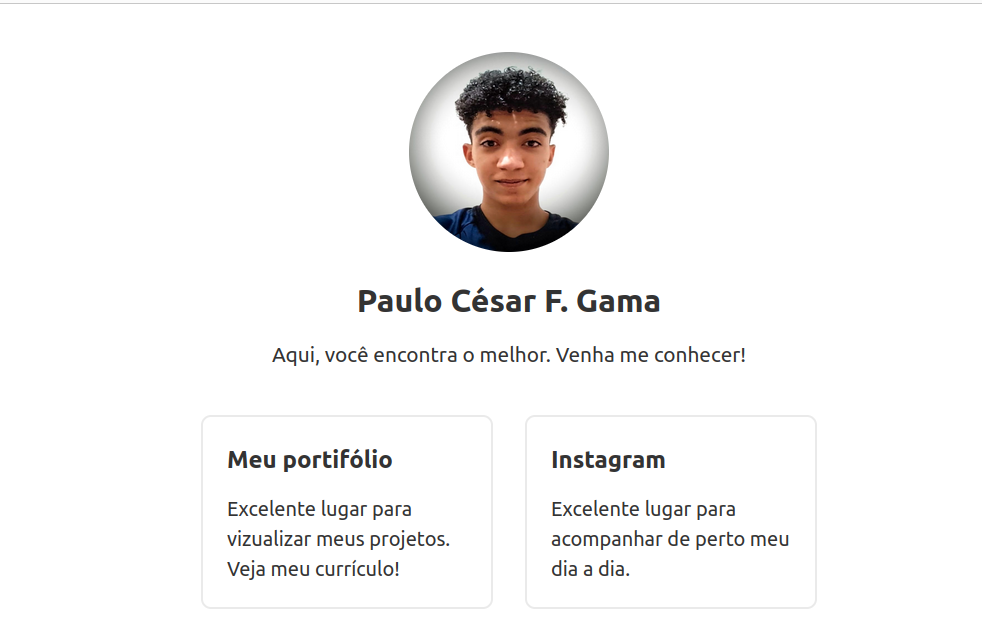 Paulo César F. Gama
Aqui, você encontra o melhor. Venha me conhecer!
Meu portifólio
Excelente lugar para
vizualizar meus projetos.
Veja meu currículo!
Instagram
Excelente lugar para
acompanhar de perto meu
dia a dia.